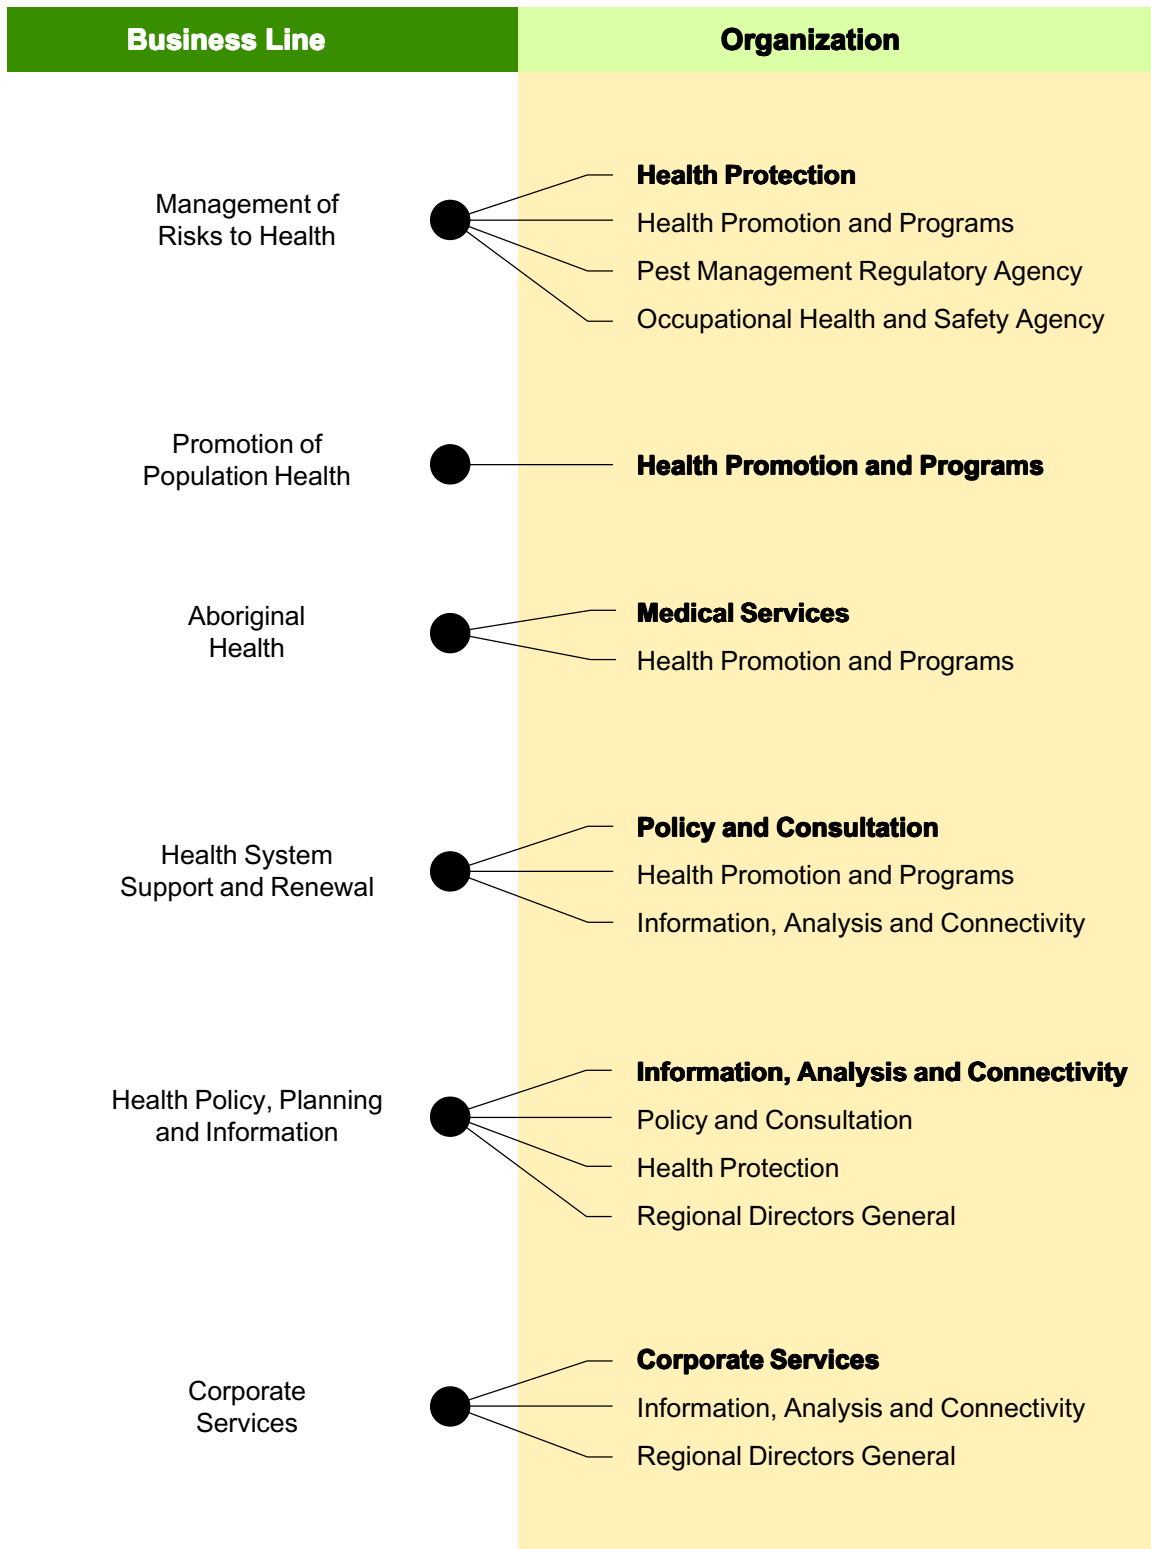 Business Line
Organization
Management of
Risks to Health
Health Protection
Health Promotion and Programs
Pest Management Regulatory Agency
Occupational Health and Safety Agency
Promotion of
Population Health
Health Promotion and Programs
Aboriginal
Health
Medical Services
Health Promotion and Programs
Health System
Support and Renewal
Policy and Consultation
Health Promotion and Programs
Information, Analysis and Connectivity
Health Policy, Planning
and Information
Information, Analysis and Connectivity
Policy and Consultation
Health Protection
Regional Directors General
Corporate
Services
Corporate Services
Information, Analysis and Connectivity
Regional Directors General